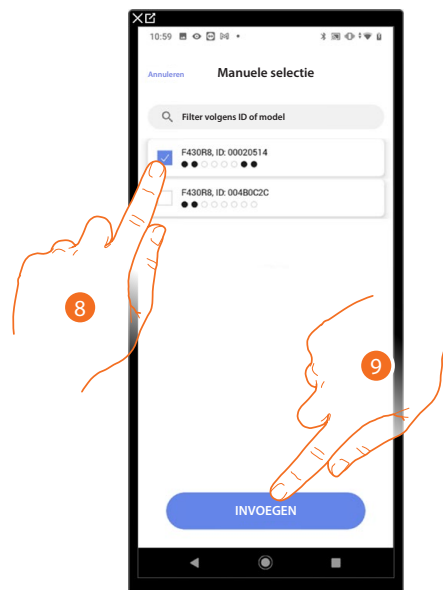 10:59
Annuleren Manuele selectie
Filter volgens ID of model
F430R8, ID: 00020514
F430R8, ID: 004B0C2C
8
9
INVOEGEN